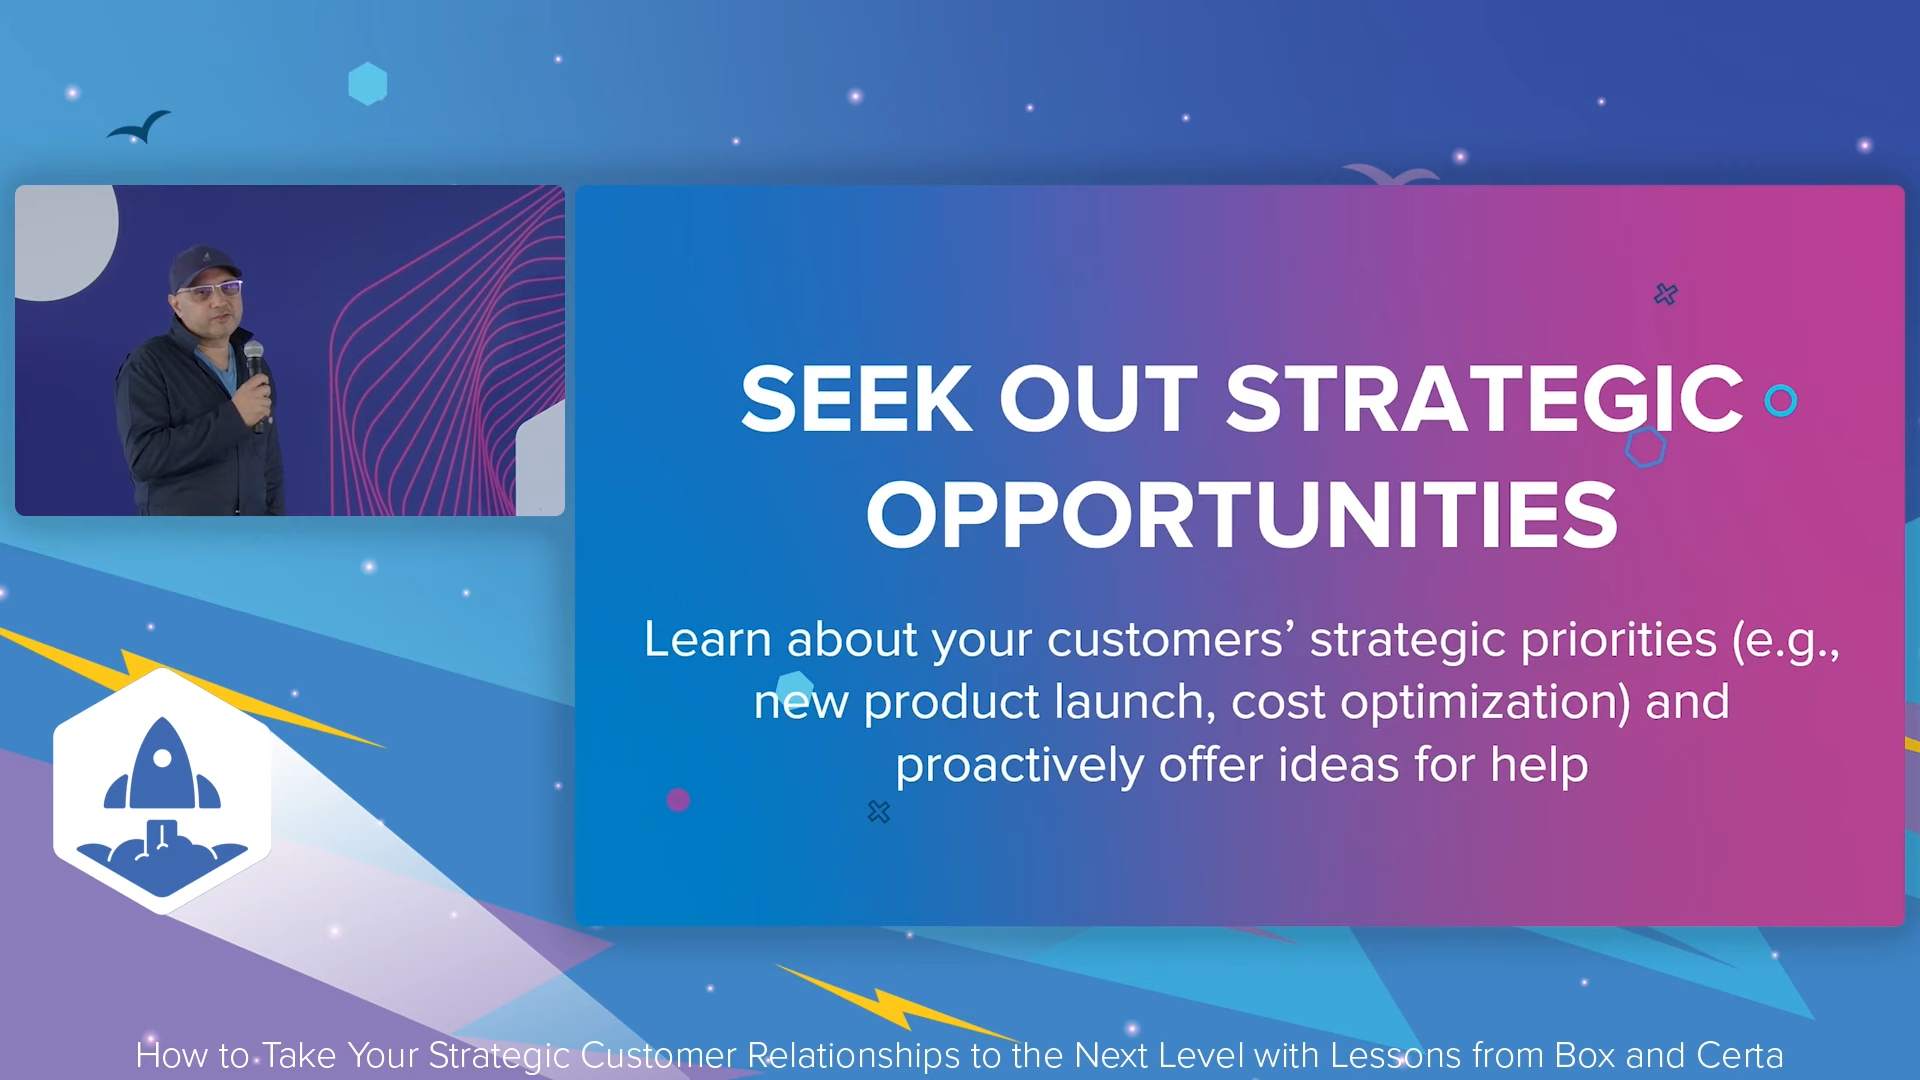 SEEK OUT STRATEGIC
OPPORTUNITIES
Learn about your customers’ strategic priorities (e.g.,
new product launch, cost optimization) and
proactively offer ideas for help
How to Take Your Strategic Customer Relationships to the Next Level with Lessons from Box and Certa